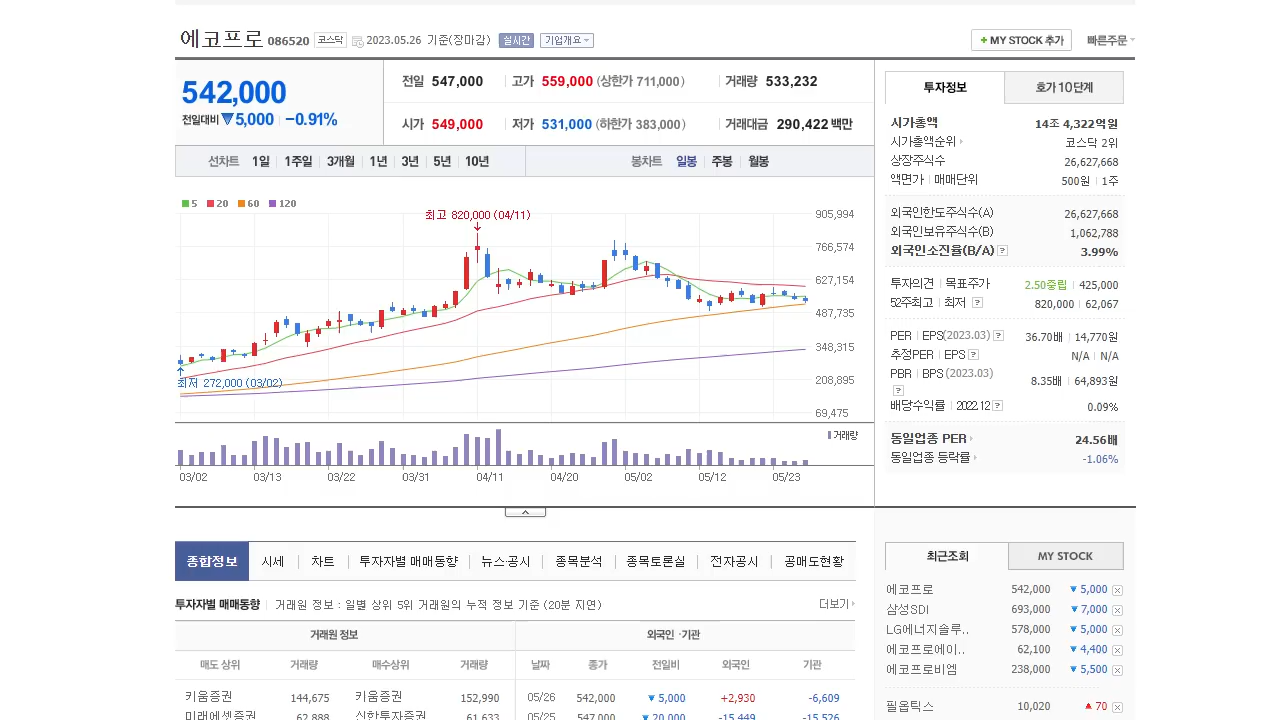 에코프로 086520 코스닥 2023.05.26 기준(장마감) 실시간 기업개요
+ MY STOCK 추가 빠른주문
542,000
전일대비 ▼5,000 -0.91%
전일 547,000 고가 559,000 (상한가 711,000) 거래량 533,232
시가 549,000 저가 531,000 (하한가 383,000) 거래대금 290,422 백만
선차트 1일 1주일 3개월 1년 3년 5년 10년 봉차트 일봉 주봉 월봉
5 20 60 120
최고 820,000 (04/11)
905,994
766,574
627,154
487,735
348,315
208,895
69,475
최저 272,000 (03/02)
거래량
03/02 03/13 03/22 03/31 04/11 04/20 05/02 05/12 05/23
투자정보 호가 10단계
시가총액 14조 4,322억원
시가총액순위 코스닥 2위
상장주식수 26,627,668
액면가 매매단위 500원 1주
외국인한도주식수(A) 26,627,668
외국인보유주식수(B) 1,062,788
외국인소진율(B/A) ? 3.99%
투자의견 목표주가 2.50중립 425,000
52주최고 최저 ? 820,000 62,067
PER EPS(2023.03) ? 36.70배 14,770원
추정PER EPS ? N/A N/A
PBR BPS (2023.03) ? 8.35배 64,893원
배당수익률 2022.12 ? 0.09%
동일업종 PER 24.56배
동일업종 등락률 -1.06%
종합정보 시세 차트 투자자별 매매동향 뉴스·공시 종목분석 종목토론실 전자공시 공매도현황
투자자별 매매동향 거래원 정보 : 일별 상위 5위 거래원의 누적 정보 기준 (20분 지연) 더보기
거래원 정보 외국인·기관
매도 상위 거래량 매수상위 거래량 날짜 종가 전일비 외국인 기관
키움증권 144,675 키움증권 152,990 05/26 542,000 ▼ 5,000 +2,930 -6,609
미래에셋증권 62,888 신한투자증권 61,633 05/25 547,000 ▼ 20,000 -15,449 -15,526
최근조회 MY STOCK
에코프로 542,000 ▼ 5,000
삼성SDI 693,000 ▼ 7,000
LG에너지솔루.. 578,000 ▼ 5,000
에코프로에이.. 62,100 ▼ 4,400
에코프로비엠 238,000 ▼ 5,500
필옵틱스 10,020 ▲ 70